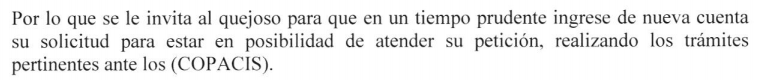 Por lo que se le invita al quejoso para que en un tiempo prudente ingrese de nueva cuenta
su solicitud para estar en posibilidad de atender su petición, realizando los trámites
pertinentes ante los (COPACIS).